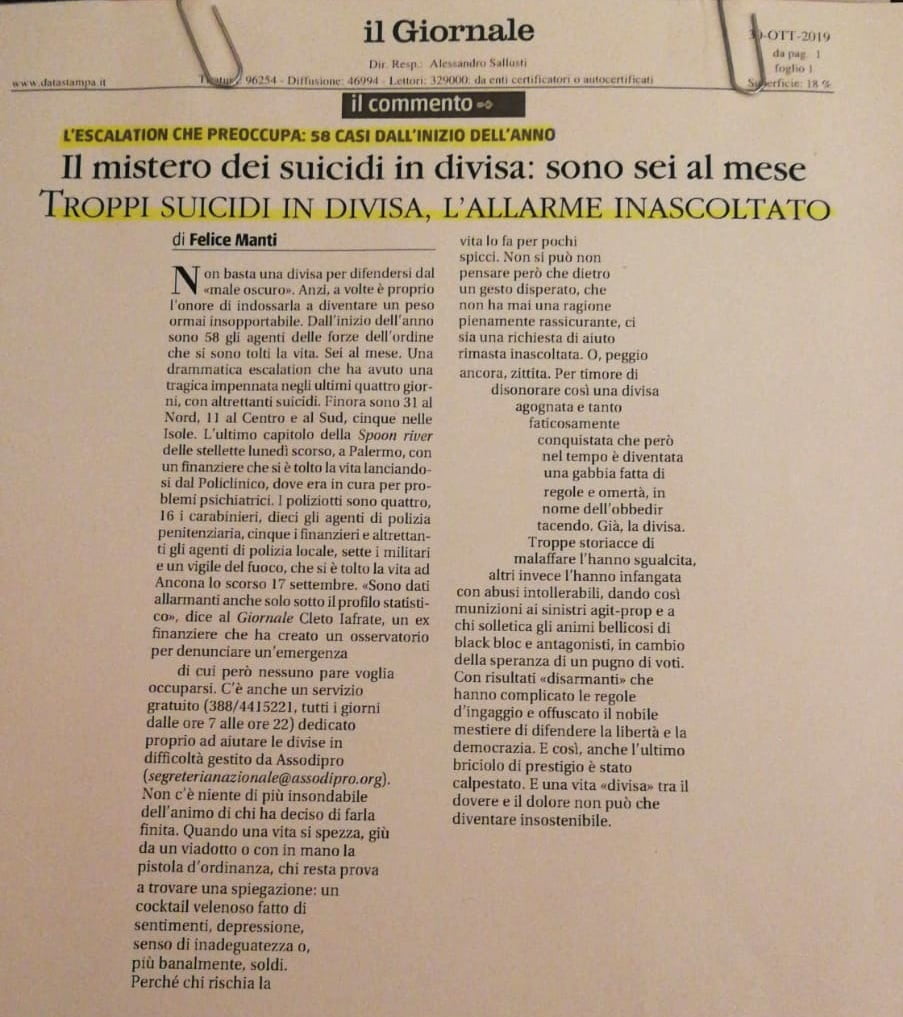 il Giornale
-OTT-2019
Dir. Resp.: Alessandro Sallusti
da pag. 1
foglio 1
www.datastampa.it
96254 - Diffusione: 46994 - Lettori: 329000: da enti certificatori o autocertificati
Superficie: 18 %
il commento
L'ESCALATION CHE PREOCCUPA: 58 CASI DALL'INIZIO DELL'ANNO
Il mistero dei suicidi in divisa: sono sei al mese
TROPPI SUICIDI IN DIVISA, L'ALLARME INASCOLTATO
di Felice Manti
Non basta una divisa per difendersi dal
«male oscuro». Anzi, a volte è proprio
l'onore di indossarla a diventare un peso
ormai insopportabile. Dall'inizio dell'anno
sono 58 gli agenti delle forze dell'ordine
che si sono tolti la vita. Sei al mese. Una
drammatica escalation che ha avuto una
tragica impennata negli ultimi quattro gior-
ni, con altrettanti suicidi. Finora sono 31 al
Nord, 11 al Centro e al Sud, cinque nelle
Isole. L'ultimo capitolo della Spoon river
delle stellette lunedì scorso, a Palermo, con
un finanziere che si è tolto la vita lanciando-
si dal Policlinico, dove era in cura per pro-
blemi psichiatrici. I poliziotti sono quattro,
16 i carabinieri, dieci gli agenti di polizia
penitenziaria, cinque i finanzieri e altrettan-
ti gli agenti di polizia locale, sette i militari
e un vigile del fuoco, che si è tolto la vita ad
Ancona lo scorso 17 settembre. «Sono dati
allarmanti anche solo sotto il profilo statisti-
co», dice al Giornale Cleto Iafrate, un ex
finanziere che ha creato un osservatorio
per denunciare un'emergenza
di cui però nessuno pare voglia
occuparsi. C'è anche un servizio
gratuito (388/4415221, tutti i giorni
dalle ore 7 alle ore 22) dedicato
proprio ad aiutare le divise in
difficoltà gestito da Assodipro
(segreterianazionale@assodipro.org).
Non c'è niente di più insondabile
dell'animo di chi ha deciso di farla
finita. Quando una vita si spezza, giù
da un viadotto o con in mano la
pistola d'ordinanza, chi resta prova
a trovare una spiegazione: un
cocktail velenoso fatto di
sentimenti, depressione,
senso di inadeguatezza o,
più banalmente, soldi.
Perché chi rischia la
vita lo fa per pochi
spicci. Non si può non
pensare però che dietro
un gesto disperato, che
non ha mai una ragione
pienamente rassicurante, ci
sia una richiesta di aiuto
rimasta inascoltata. O, peggio
ancora, zittita. Per timore di
disonorare così una divisa
agognata e tanto
faticosamente
conquistata che però
nel tempo è diventata
una gabbia fatta di
regole e omertà, in
nome dell'obbedir
tacendo. Già, la divisa.
Troppe storiacce di
malaffare l'hanno sgualcita,
altri invece l'hanno infangata
con abusi intollerabili, dando così
munizioni ai sinistri agit-prop e a
chi solletica gli animi bellicosi di
black bloc e antagonisti, in cambio
della speranza di un pugno di voti.
Con risultati «disarmanti» che
hanno complicato le regole
d'ingaggio e offuscato il nobile
mestiere di difendere la libertà e la
democrazia. E così, anche l'ultimo
briciolo di prestigio è stato
calpestato. E una vita «divisa» tra il
dovere e il dolore non può che
diventare insostenibile.